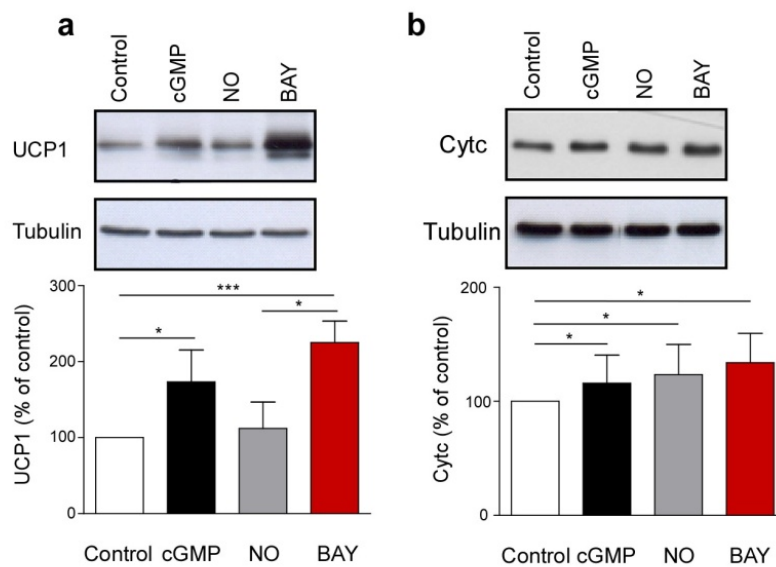 a
Control
cGMP
NO
BAY
UCP1
Tubulin
300
200
100
0
UCP1 (% of control)
***
*
*
Control cGMP NO BAY
b
Control
cGMP
NO
BAY
Cytc
Tubulin
200
100
0
Cytc (% of control)
*
*
*
Control cGMP NO BAY